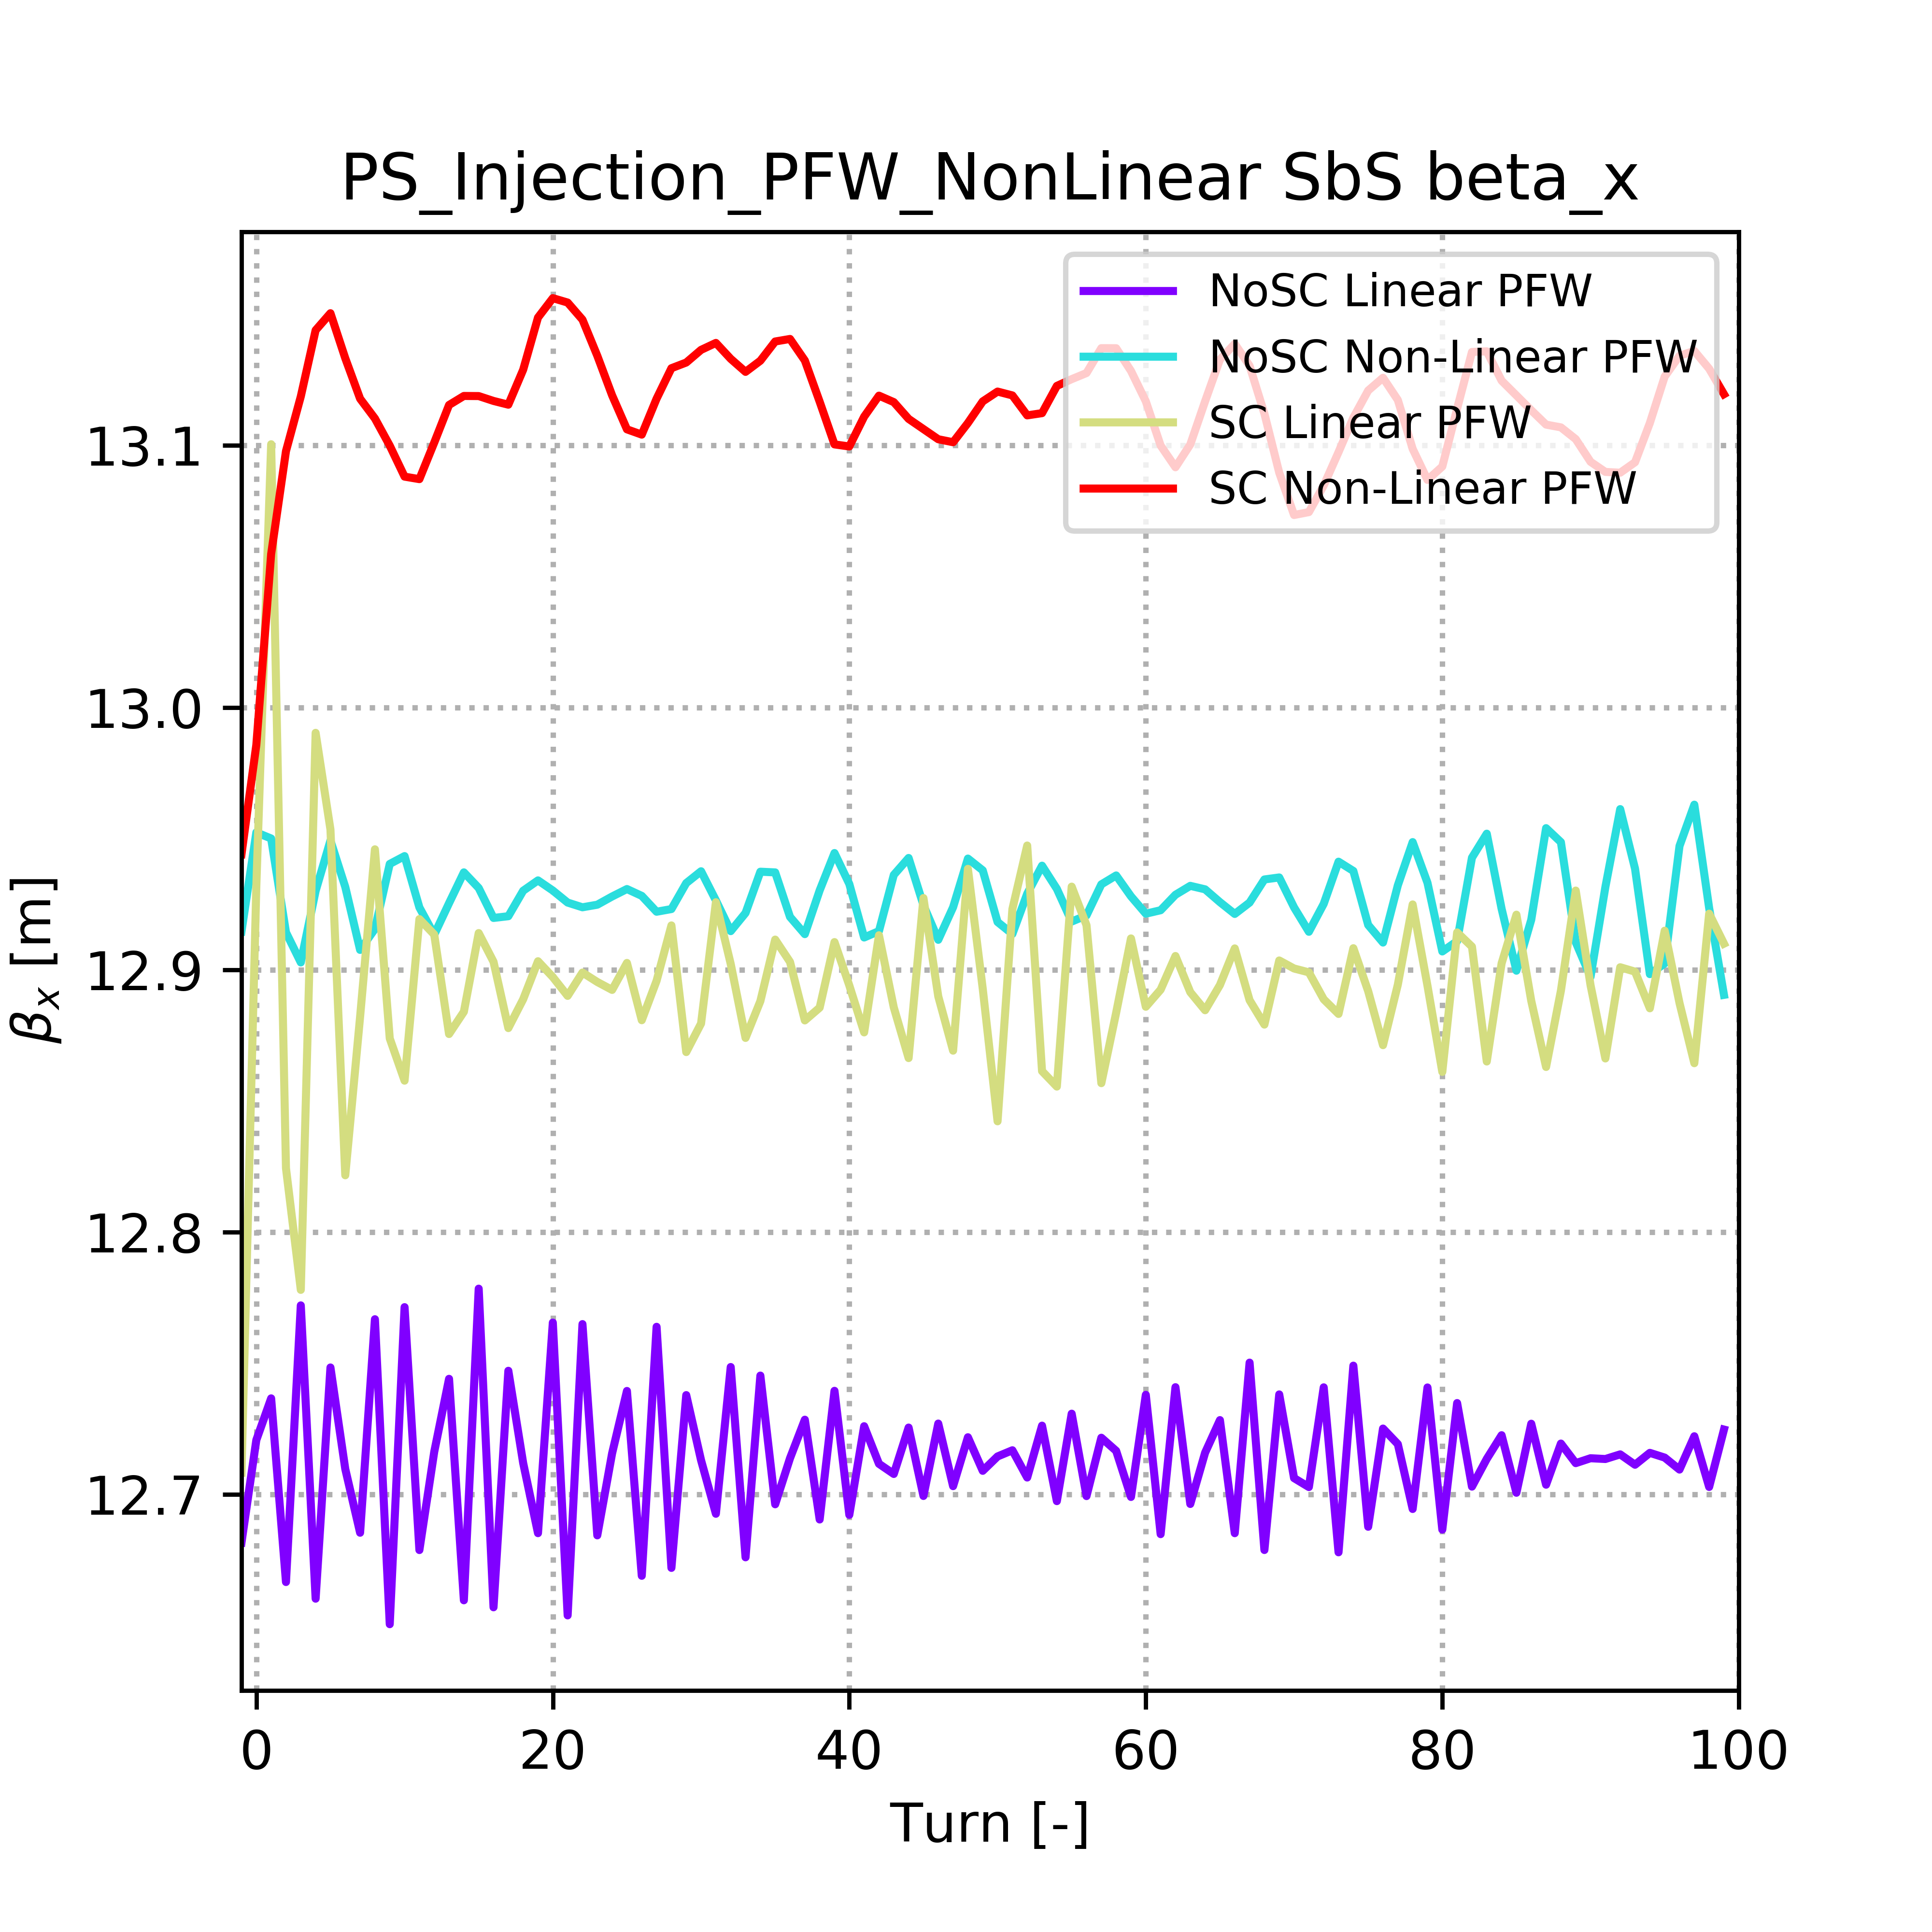 PS_Injection_PFW_NonLinear SbS beta_x
NoSC Linear PFW
NoSC Non-Linear PFW
SC Linear PFW
SC Non-Linear PFW
13.1
13.0
12.9
12.8
12.7
βx [m]
0 20 40 60 80 100
Turn [-]